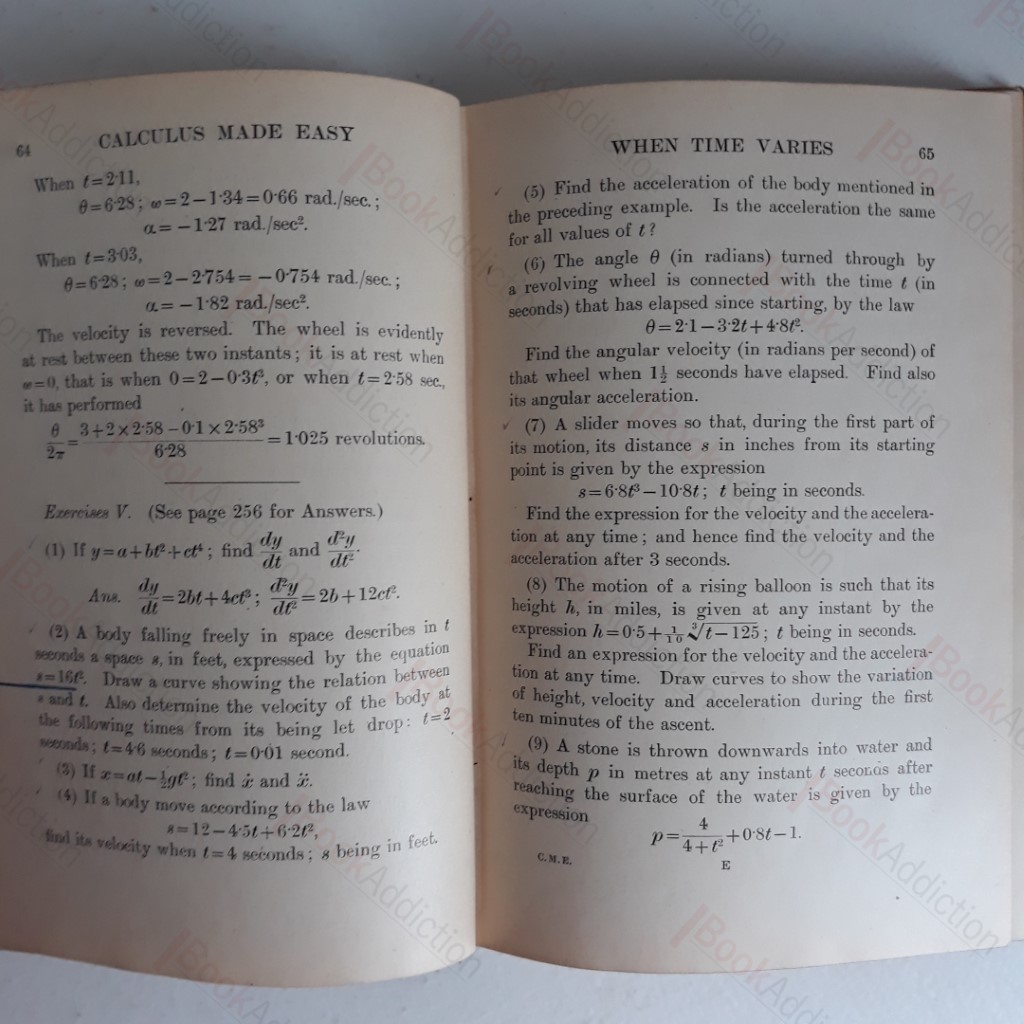 64
CALCULUS MADE EASY
When t=2·11,
θ=6·28; ω=2−1·34=0·66 rad./sec.;
α=−1·27 rad./sec².
When t=3·03,
θ=6·28; ω=2−2·754=−0·754 rad./sec.;
α=−1·82 rad./sec².
The velocity is reversed. The wheel is evidently
at rest between these two instants; it is at rest when
ω=0, that is when 0=2−0·3t³, or when t=2·58 sec.,
it has performed
θ/2π = (3+2×2·58−0·1×2·58³)/6·28 = 1·025 revolutions.
Exercises V. (See page 256 for Answers.)
(1) If y=a+bt²+ct⁴; find dy/dt and d²y/dt².
Ans. dy/dt=2bt+4ct³; d²y/dt²=2b+12ct².
(2) A body falling freely in space describes in t
seconds a space s, in feet, expressed by the equation
s=16t². Draw a curve showing the relation between
s and t. Also determine the velocity of the body at
the following times from its being let drop: t=2
seconds; t=4·6 seconds; t=0·01 second.
(3) If x=at−½gt²; find ẋ and ẍ.
(4) If a body move according to the law
s=12−4·5t+6·2t²,
find its velocity when t=4 seconds; s being in feet.
WHEN TIME VARIES
65
(5) Find the acceleration of the body mentioned in
the preceding example. Is the acceleration the same
for all values of t?
(6) The angle θ (in radians) turned through by
a revolving wheel is connected with the time t (in
seconds) that has elapsed since starting, by the law
θ=2·1−3·2t+4·8t².
Find the angular velocity (in radians per second) of
that wheel when 1½ seconds have elapsed. Find also
its angular acceleration.
(7) A slider moves so that, during the first part of
its motion, its distance s in inches from its starting
point is given by the expression
s=6·8t³−10·8t; t being in seconds.
Find the expression for the velocity and the accelera-
tion at any time; and hence find the velocity and the
acceleration after 3 seconds.
(8) The motion of a rising balloon is such that its
height h, in miles, is given at any instant by the
expression h=0·5+1/10 ∛(t−125); t being in seconds.
Find an expression for the velocity and the accelera-
tion at any time. Draw curves to show the variation
of height, velocity and acceleration during the first
ten minutes of the ascent.
(9) A stone is thrown downwards into water and
its depth p in metres at any instant t seconds after
reaching the surface of the water is given by the
expression
p=4/(4+t²)+0·8t−1.
C.M.E.
E
BookAddiction